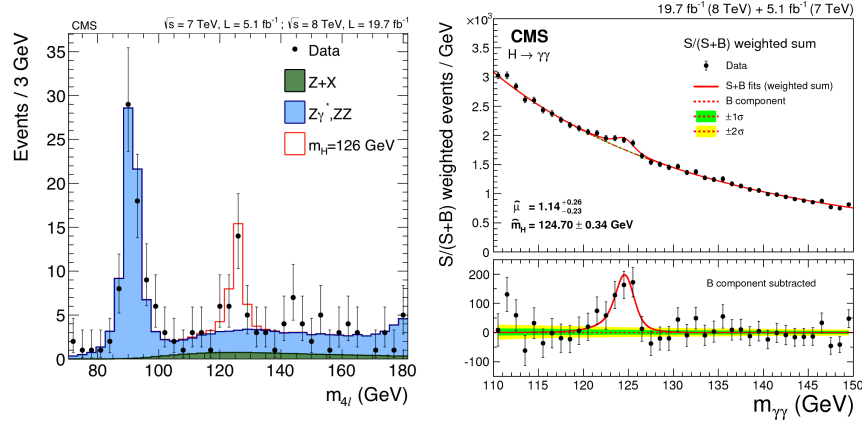 CMS
√s = 7 TeV, L = 5.1 fb⁻¹ ; √s = 8 TeV, L = 19.7 fb⁻¹
Events / 3 GeV
35
30
25
20
15
10
5
0
Data
Z+X
Zγ*,ZZ
m_H=126 GeV
80 100 120 140 160 180
m_4l (GeV)
19.7 fb⁻¹ (8 TeV) + 5.1 fb⁻¹ (7 TeV)
×10³
S/(S+B) weighted events / GeV
4
3.5
3
2.5
2
1.5
1
0.5
0
CMS
H → γγ
S/(S+B) weighted sum
Data
S+B fits (weighted sum)
B component
±1σ
±2σ
μ̂ = 1.14 +0.26 −0.23
m̂_H = 124.70 ± 0.34 GeV
200
100
0
-100
B component subtracted
110 115 120 125 130 135 140 145 150
m_γγ (GeV)